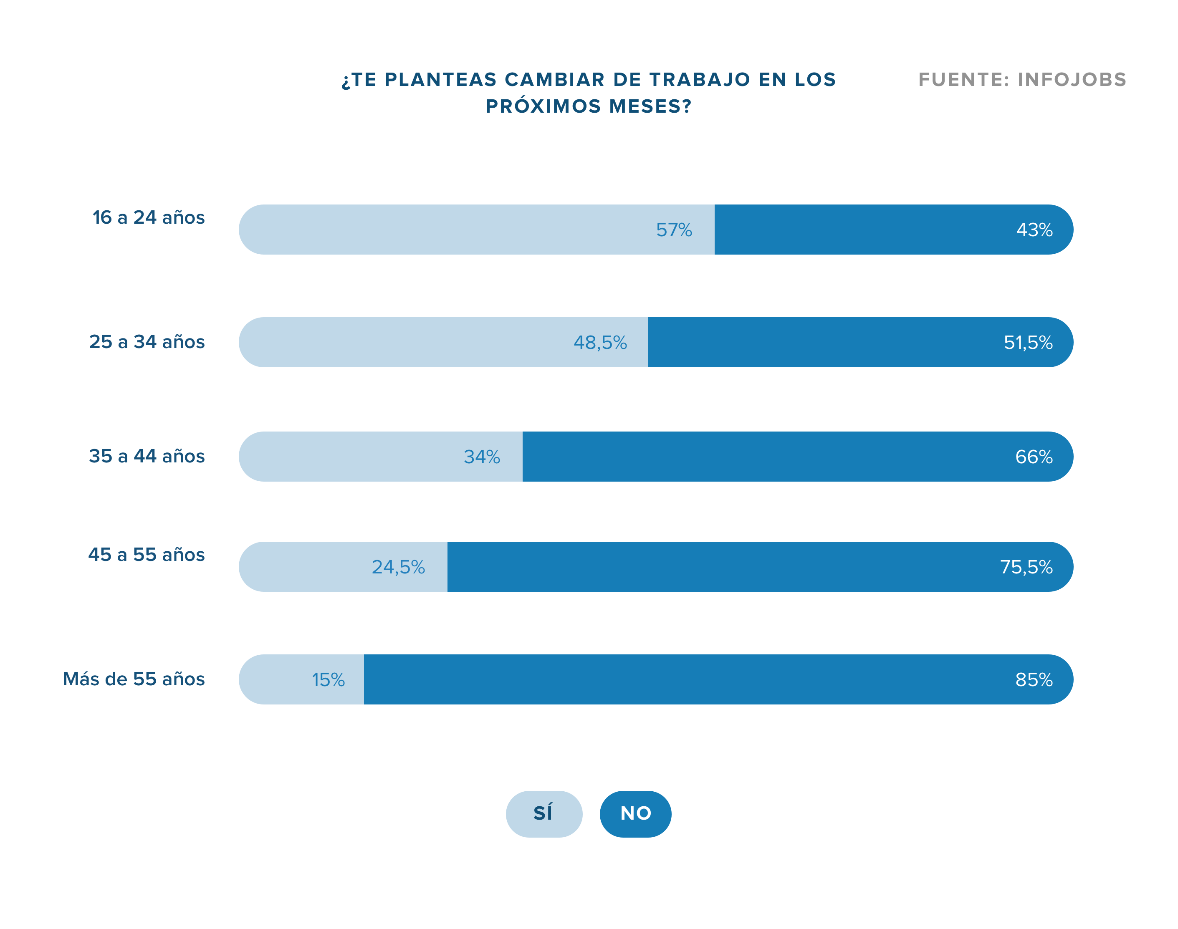 ¿TE PLANTEAS CAMBIAR DE TRABAJO EN LOS
PRÓXIMOS MESES?
FUENTE: INFOJOBS
16 a 24 años
57%
43%
25 a 34 años
48,5%
51,5%
35 a 44 años
34%
66%
45 a 55 años
24,5%
75,5%
Más de 55 años
15%
85%
SÍ
NO